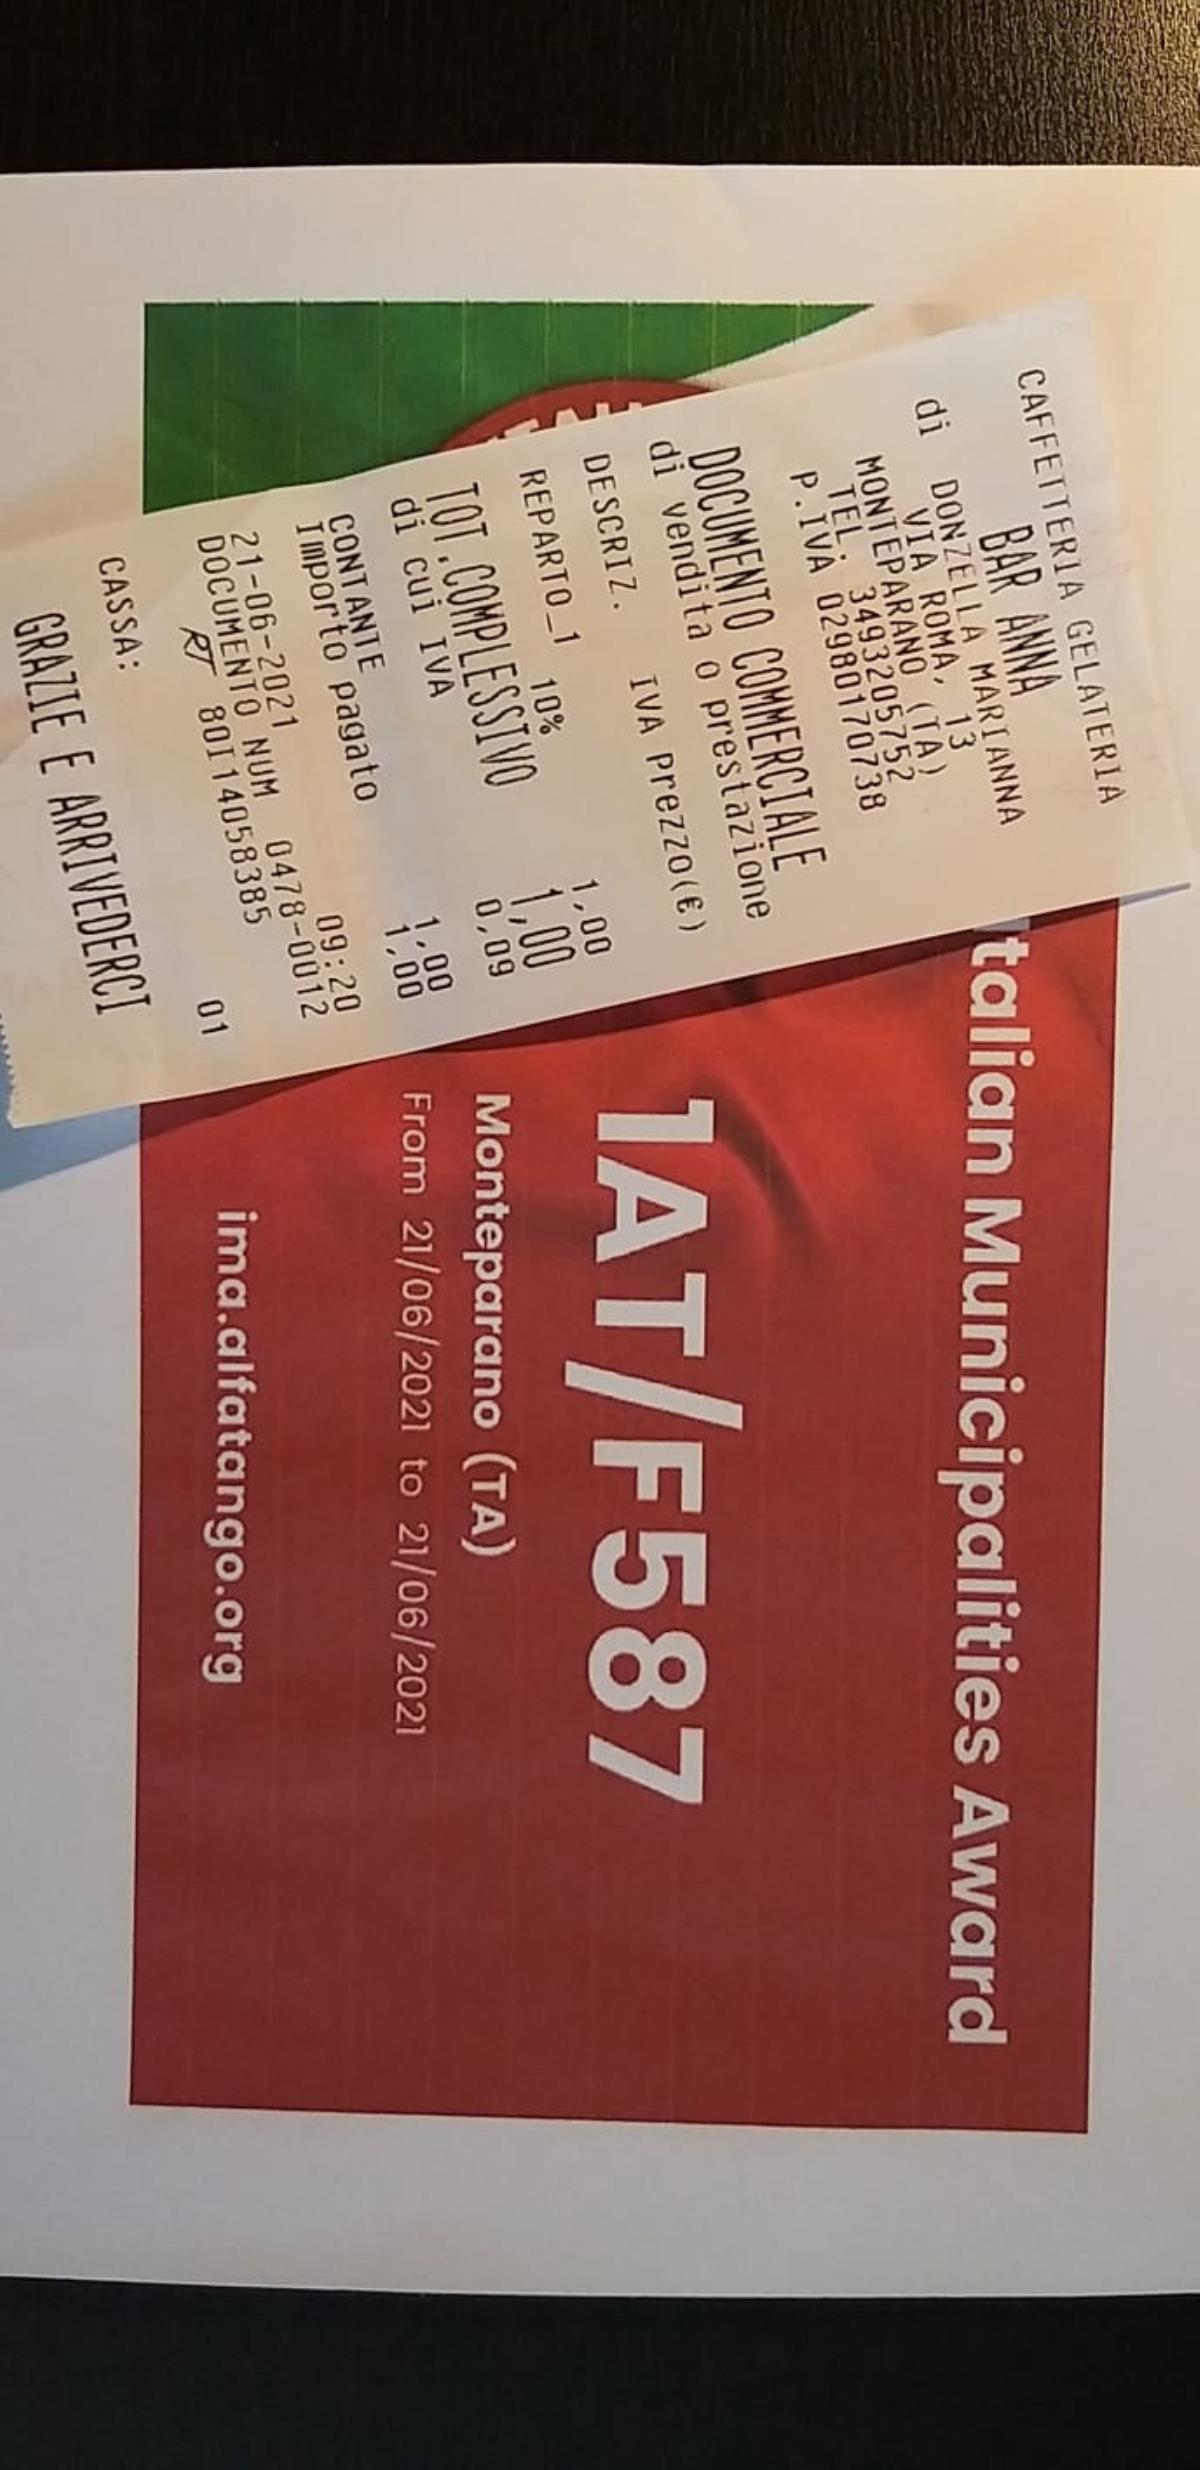 CAFFETTERIA GELATERIA
BAR ANNA
di DONZELLA MARIANNA
VIA ROMA, 13
MONTEPARANO (TA)
TEL. 3493205752
P.IVA 02980170738
DOCUMENTO COMMERCIALE
di vendita o prestazione
DESCRIZ. IVA Prezzo(€)
REPARTO_1 10% 1,00
TOT.COMPLESSIVO 1,00
di cui IVA 0,09
CONTANTE 1,00
Importo pagato 1,00
21-06-2021 09:20
DOCUMENTO NUM 0478-0012
RT 80I14058385
CASSA: 01
GRAZIE E ARRIVEDERCI
talian Municipalities Award
1AT/F587
Monteparano (TA)
From 21/06/2021 to 21/06/2021
ima.alfatango.org